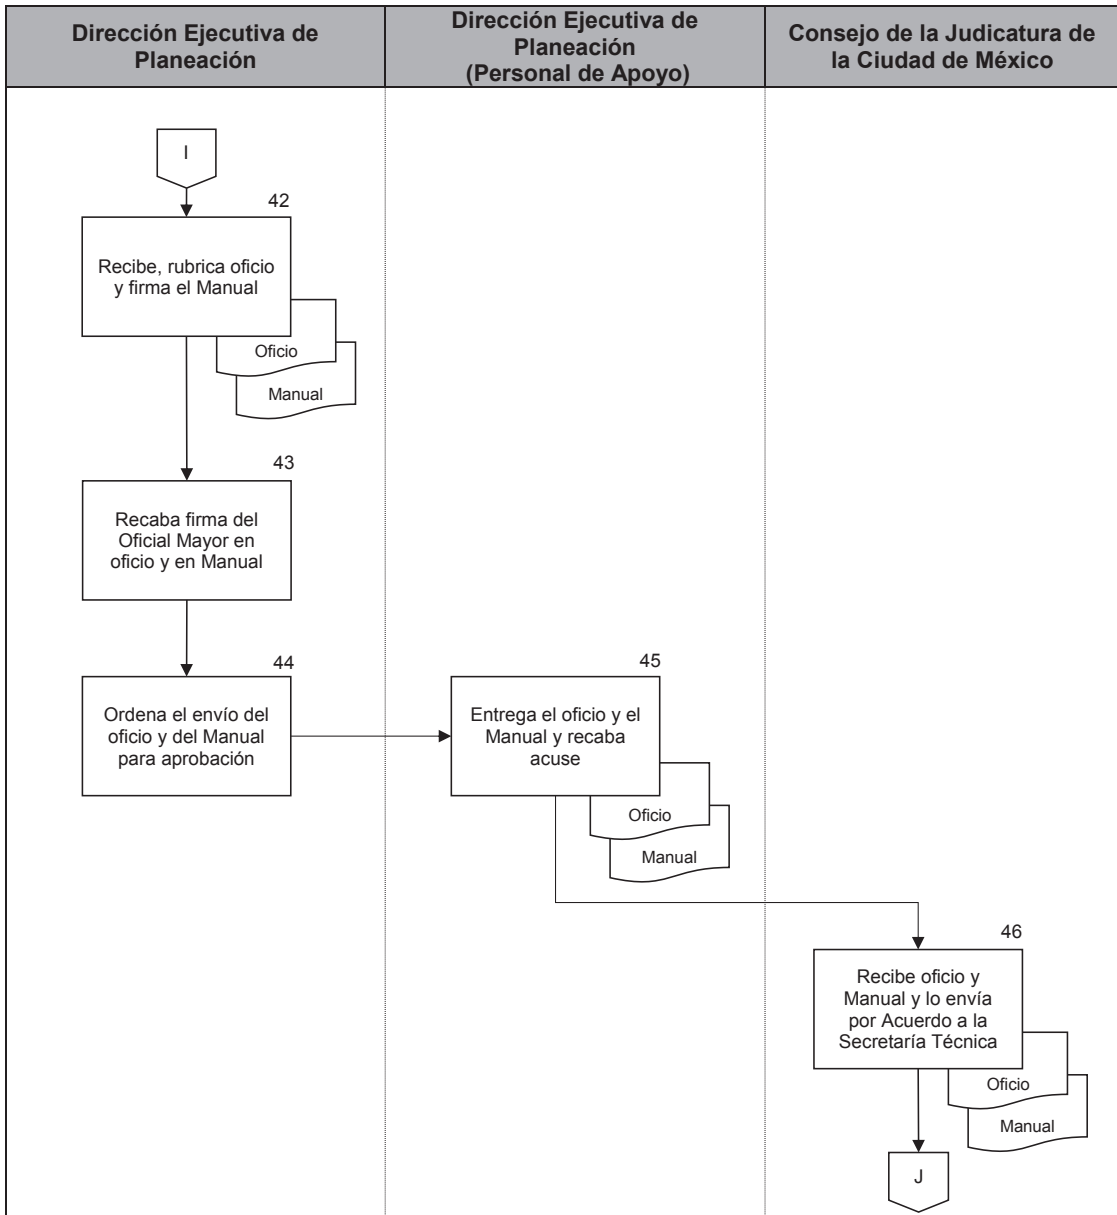 Dirección Ejecutiva de
Planeación
Dirección Ejecutiva de
Planeación
(Personal de Apoyo)
Consejo de la Judicatura de
la Ciudad de México
I
42
Recibe, rubrica oficio
y firma el Manual
Oficio
Manual
43
Recaba firma del
Oficial Mayor en
oficio y en Manual
44
Ordena el envío del
oficio y del Manual
para aprobación
45
Entrega el oficio y el
Manual y recaba
acuse
Oficio
Manual
46
Recibe oficio y
Manual y lo envía
por Acuerdo a la
Secretaría Técnica
Oficio
Manual
J